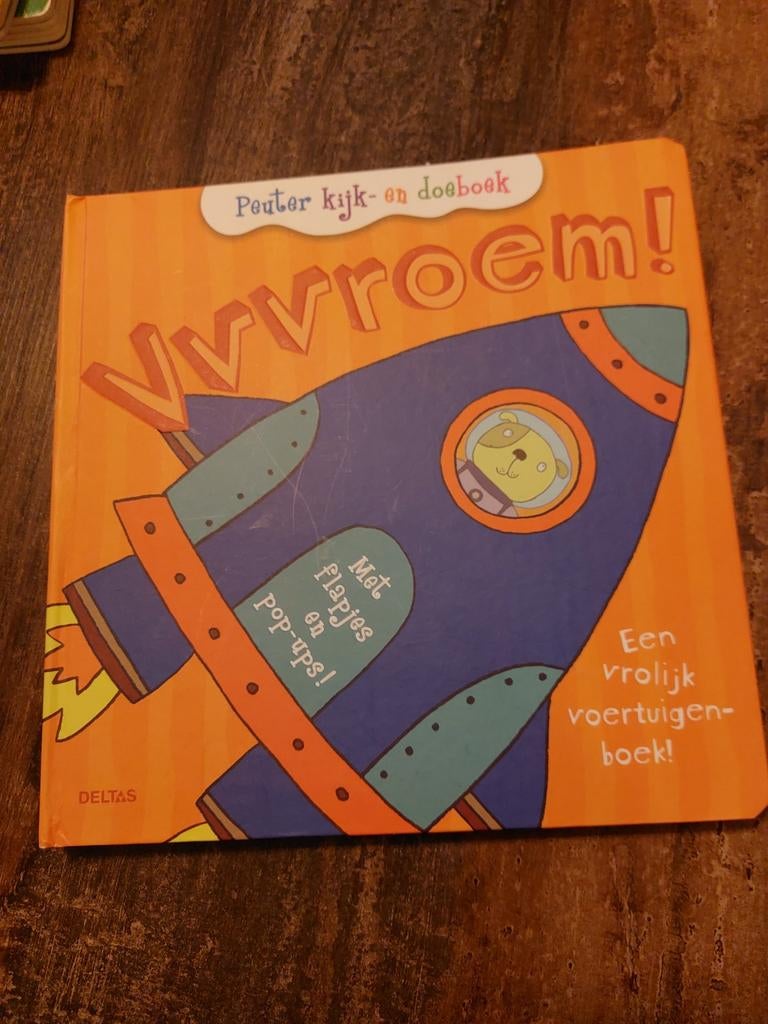 Peuter kijk- en doeboek
Vvvroem!
Met
flapjes
en
pop-ups!
Een
vrolijk
voertuigen-
boek!
DELTAS